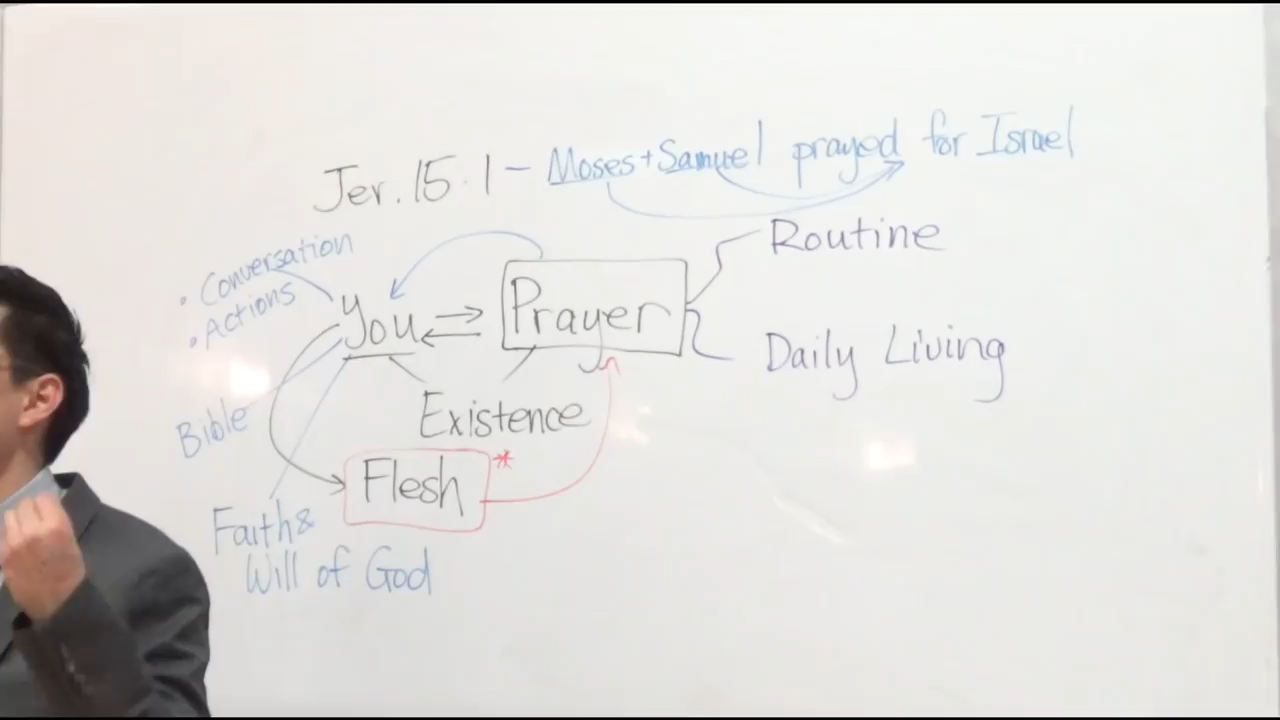 Jer. 15.1 – Moses + Samuel prayed for Israel
• Conversation
• Actions
You
Prayer
Routine
Daily Living
Existence
Bible
Flesh *
Faith &
Will of God